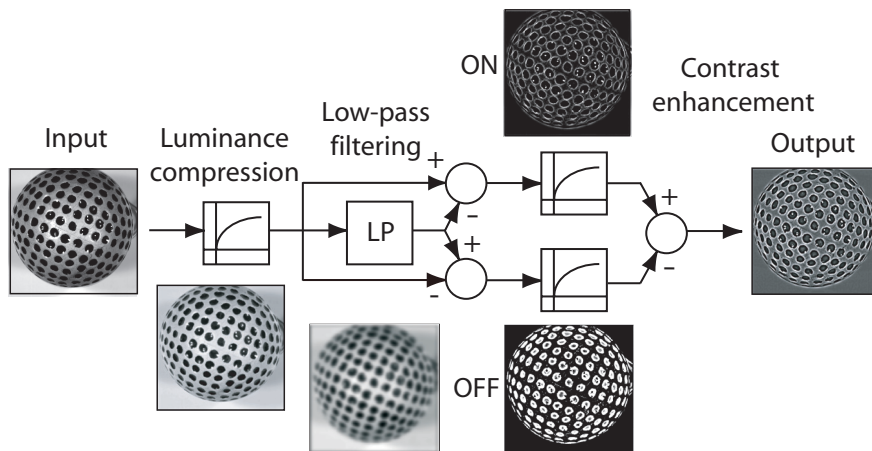 Input
Luminance
compression
Low-pass
filtering
LP
ON
+
-
+
-
OFF
Contrast
enhancement
+
-
Output